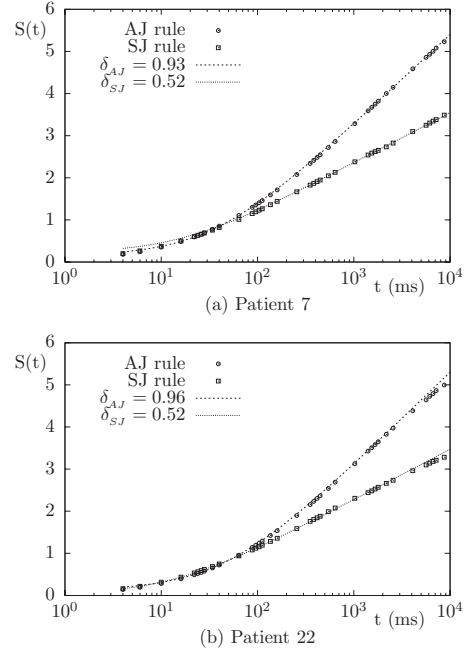 S(t)
6
5
4
3
2
1
0
AJ rule
SJ rule
δ_AJ = 0.93
δ_SJ = 0.52
10^0 10^1 10^2 10^3 10^4
t (ms)
(a) Patient 7
S(t)
6
5
4
3
2
1
0
AJ rule
SJ rule
δ_AJ = 0.96
δ_SJ = 0.52
10^0 10^1 10^2 10^3 10^4
t (ms)
(b) Patient 22